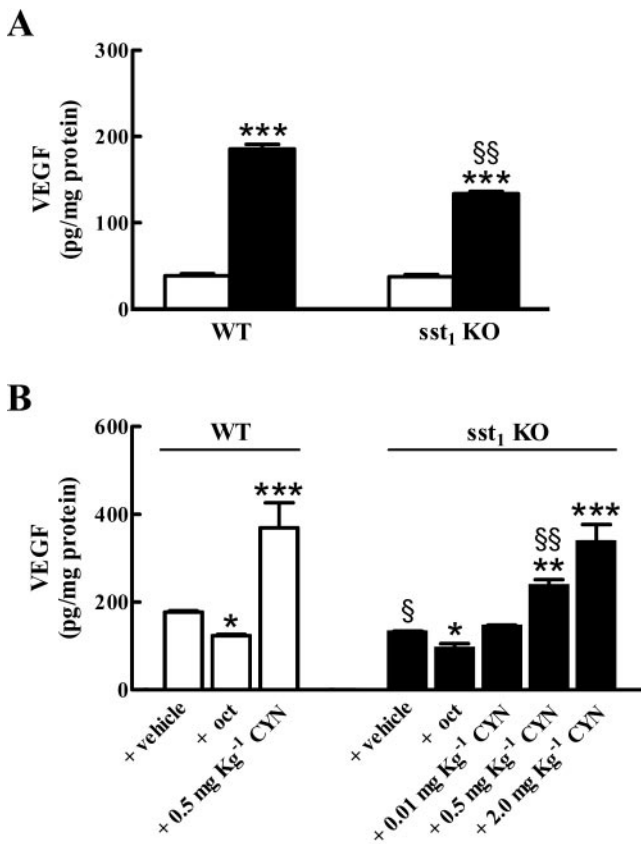 A
VEGF
(pg/mg protein)
300
200
100
0
***
§§
***
WT
sst₁ KO
B
WT
sst₁ KO
VEGF
(pg/mg protein)
600
400
200
0
*
***
§
*
§§
**
***
+ vehicle
+ oct
+ 0.5 mg Kg⁻¹ CYN
+ vehicle
+ oct
+ 0.01 mg Kg⁻¹ CYN
+ 0.5 mg Kg⁻¹ CYN
+ 2.0 mg Kg⁻¹ CYN